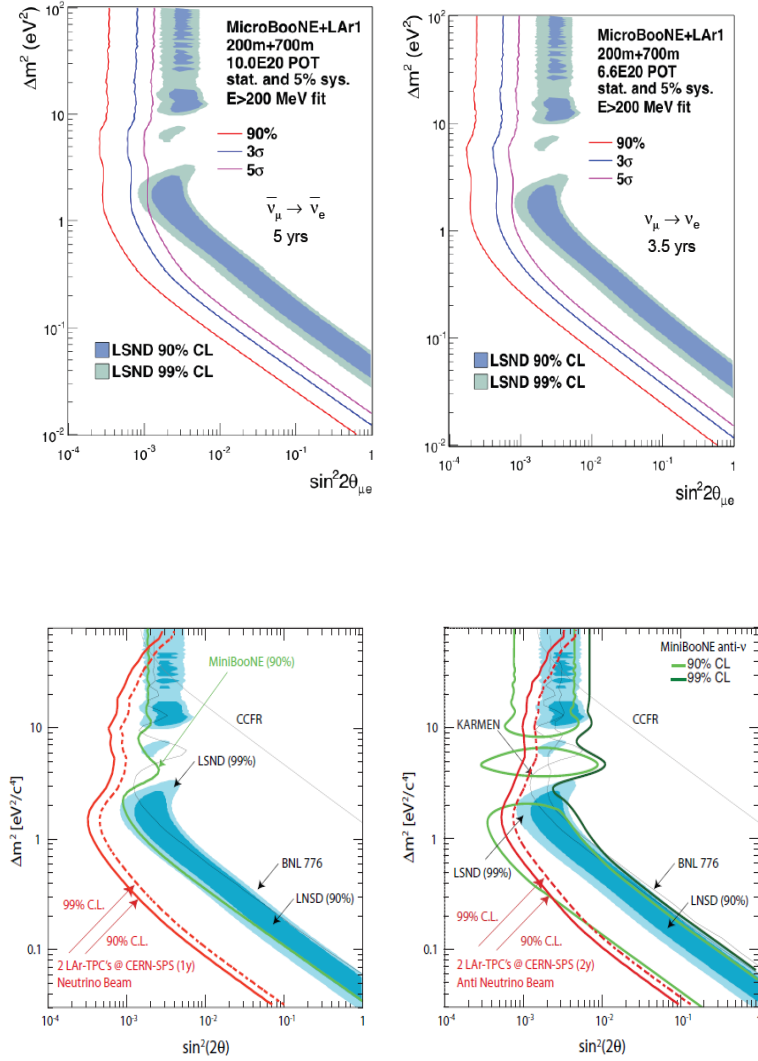 MicroBooNE+LAr1
200m+700m
10.0E20 POT
stat. and 5% sys.
E>200 MeV fit
90%
3σ
5σ
ν̄μ → ν̄e
5 yrs
LSND 90% CL
LSND 99% CL
Δm² (eV²)
10²
10
1
10⁻¹
10⁻²
10⁻⁴
10⁻³
10⁻²
10⁻¹
1
sin²2θμe
MicroBooNE+LAr1
200m+700m
6.6E20 POT
stat. and 5% sys.
E>200 MeV fit
90%
3σ
5σ
νμ → νe
3.5 yrs
LSND 90% CL
LSND 99% CL
Δm² (eV²)
10²
10
1
10⁻¹
10⁻²
10⁻⁴
10⁻³
10⁻²
10⁻¹
1
sin²2θμe
MiniBooNE (90%)
CCFR
LSND (99%)
BNL 776
LNSD (90%)
99% C.L.
90% C.L.
2 LAr-TPC's @ CERN-SPS (1y)
Neutrino Beam
Δm² [eV²/c⁴]
10
1
0.1
10⁻³
10⁻²
10⁻¹
1
sin²(2θ)
MiniBooNE anti-ν
90% CL
99% CL
KARMEN
CCFR
LSND (99%)
BNL 776
LNSD (90%)
99% C.L.
90% C.L.
2 LAr-TPC's @ CERN-SPS (2y)
Anti Neutrino Beam
Δm² [eV²/c⁴]
10
1
0.1
10⁻³
10⁻²
10⁻¹
1
sin²(2θ)